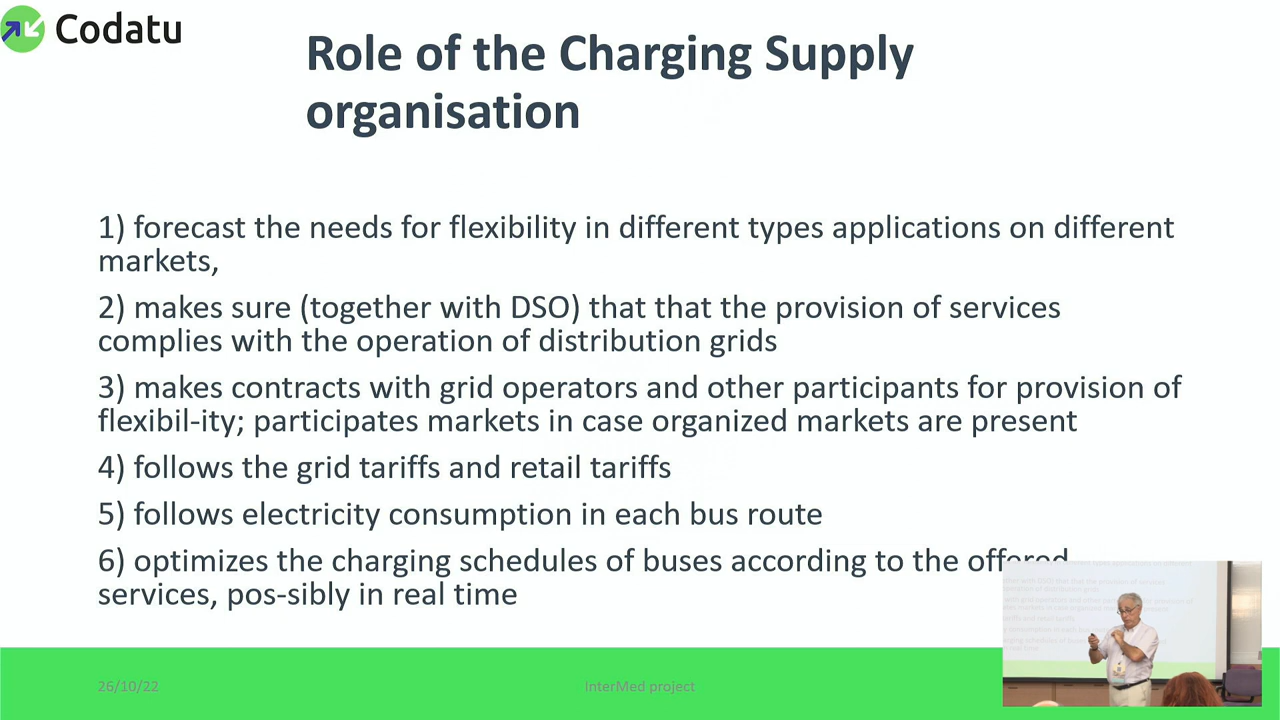 Codatu
Role of the Charging Supply
organisation
1) forecast the needs for flexibility in different types applications on different
markets,
2) makes sure (together with DSO) that that the provision of services
complies with the operation of distribution grids
3) makes contracts with grid operators and other participants for provision of
flexibil-ity; participates markets in case organized markets are present
4) follows the grid tariffs and retail tariffs
5) follows electricity consumption in each bus route
6) optimizes the charging schedules of buses according to the offered
services, pos-sibly in real time
26/10/22
InterMed project